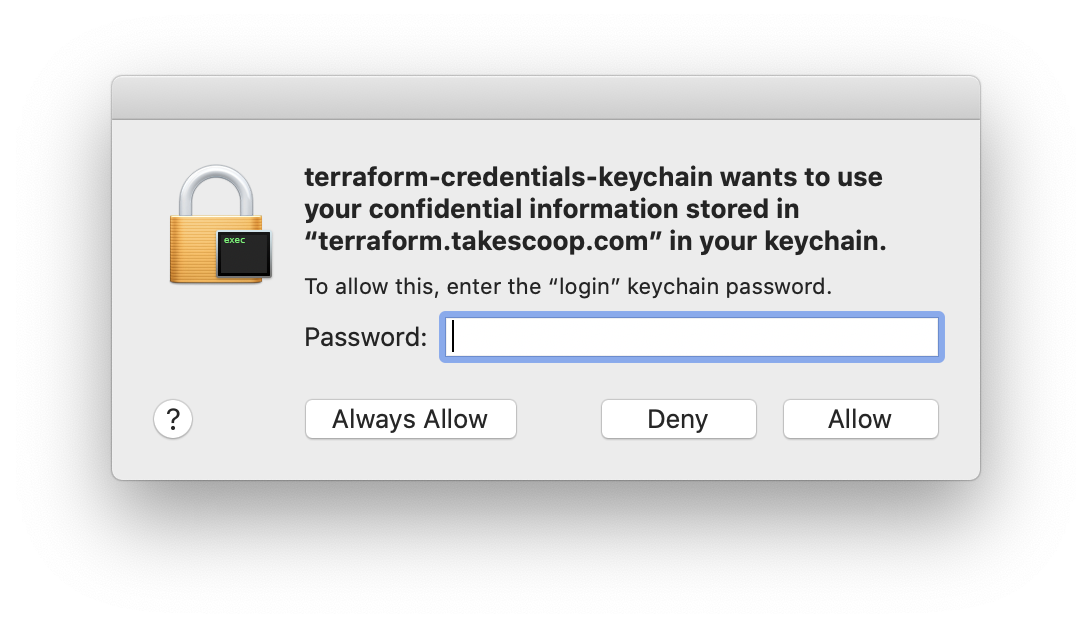 terraform-credentials-keychain wants to use
your confidential information stored in
“terraform.takescoop.com” in your keychain.
exec
To allow this, enter the “login” keychain password.
Password:
?
Always Allow
Deny
Allow